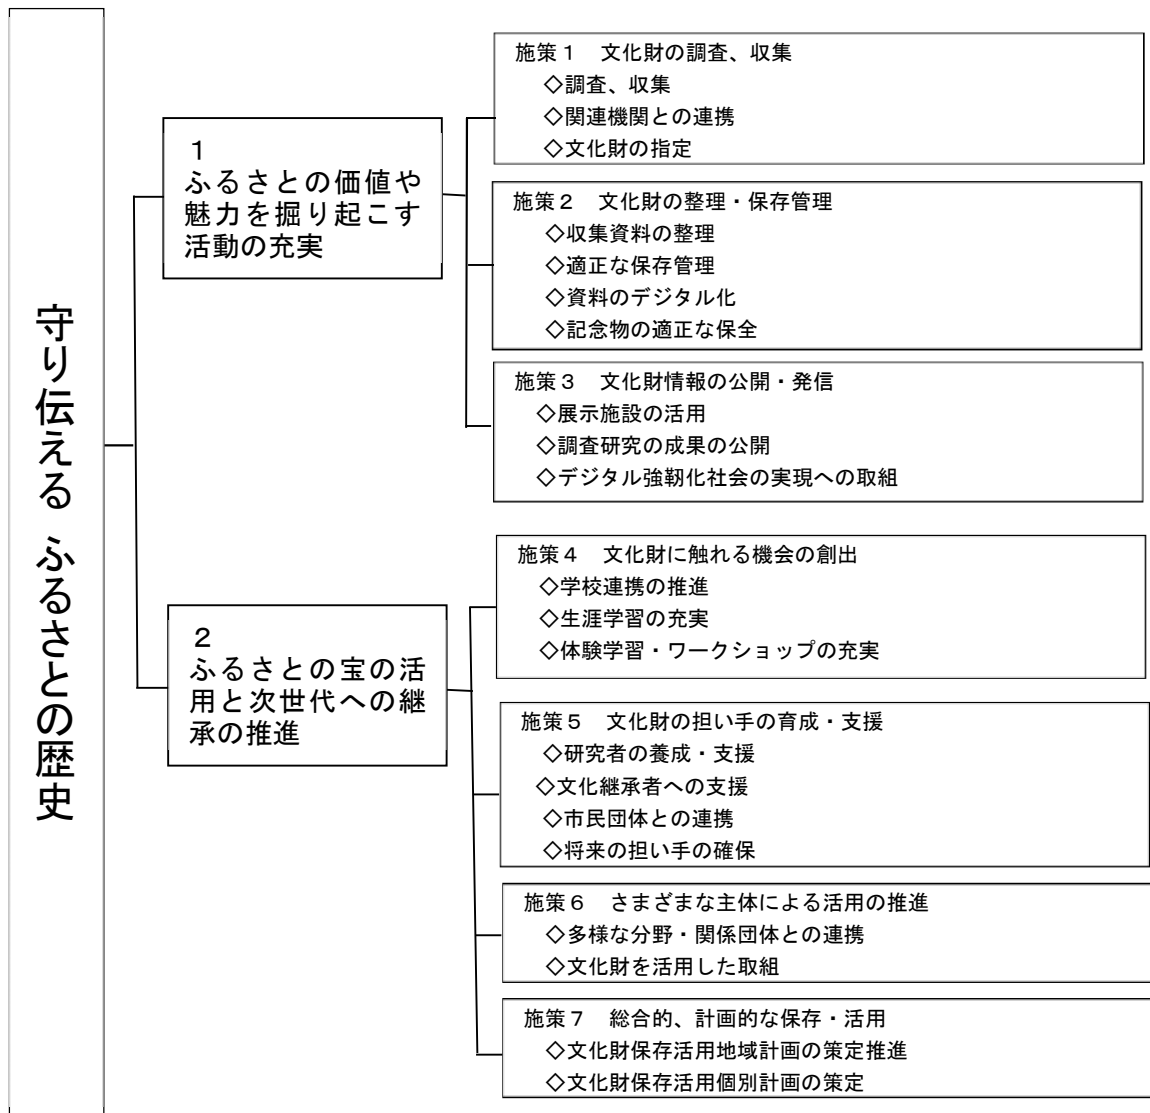 守り伝える ふるさとの歴史
１
ふるさとの価値や
魅力を掘り起こす
活動の充実
施策１　文化財の調査、収集
◇調査、収集
◇関連機関との連携
◇文化財の指定
施策２　文化財の整理・保存管理
◇収集資料の整理
◇適正な保存管理
◇資料のデジタル化
◇記念物の適正な保全
施策３　文化財情報の公開・発信
◇展示施設の活用
◇調査研究の成果の公開
◇デジタル強靭化社会の実現への取組
２
ふるさとの宝の活
用と次世代への継
承の推進
施策４　文化財に触れる機会の創出
◇学校連携の推進
◇生涯学習の充実
◇体験学習・ワークショップの充実
施策５　文化財の担い手の育成・支援
◇研究者の養成・支援
◇文化継承者への支援
◇市民団体との連携
◇将来の担い手の確保
施策６　さまざまな主体による活用の推進
◇多様な分野・関係団体との連携
◇文化財を活用した取組
施策７　総合的、計画的な保存・活用
◇文化財保存活用地域計画の策定推進
◇文化財保存活用個別計画の策定